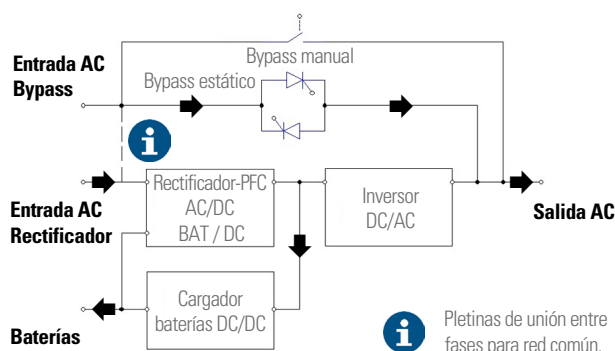 Bypass manual
Entrada AC
Bypass
Bypass estático
i
Entrada AC
Rectificador
Rectificador-PFC
AC/DC
BAT / DC
Inversor
DC/AC
Salida AC
Cargador
baterías DC/DC
Baterías
i
Pletinas de unión entre
fases para red común.